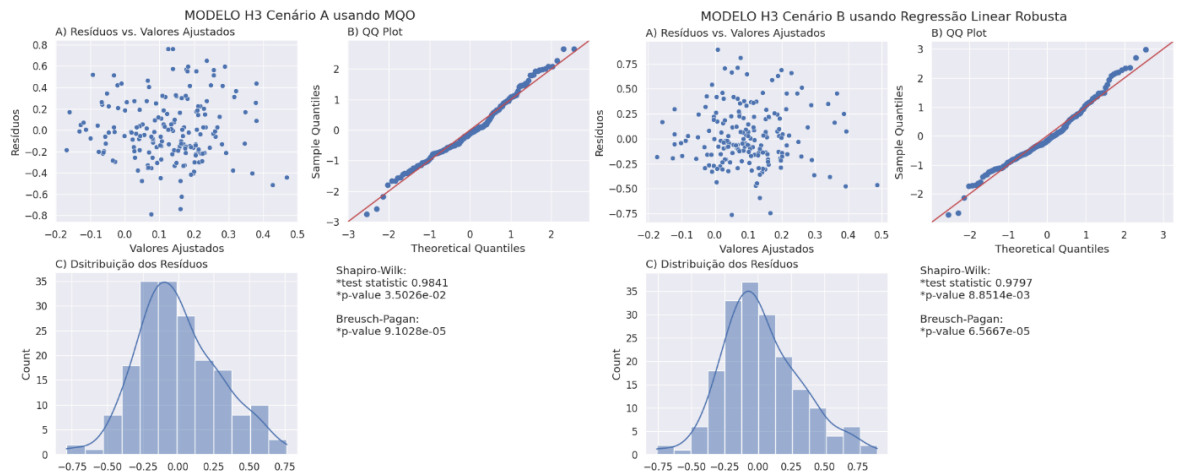 MODELO H3 Cenário A usando MQO
A) Resíduos vs. Valores Ajustados
0.8
0.6
0.4
0.2
0.0
−0.2
−0.4
−0.6
−0.8
Resíduos
−0.2 −0.1 0.0 0.1 0.2 0.3 0.4 0.5
Valores Ajustados
B) QQ Plot
2
1
0
−1
−2
−3
Sample Quantiles
−3 −2 −1 0 1 2
Theoretical Quantiles
C) Dsitribuição dos Resíduos
35
30
25
20
15
10
5
0
Count
−0.75 −0.50 −0.25 0.00 0.25 0.50 0.75
Shapiro-Wilk:
*test statistic 0.9841
*p-value 3.5026e-02
Breusch-Pagan:
*p-value 9.1028e-05
MODELO H3 Cenário B usando Regressão Linear Robusta
A) Resíduos vs. Valores Ajustados
0.75
0.50
0.25
0.00
−0.25
−0.50
−0.75
Resíduos
−0.2 −0.1 0.0 0.1 0.2 0.3 0.4 0.5
Valores Ajustados
B) QQ Plot
3
2
1
0
−1
−2
Sample Quantiles
−3 −2 −1 0 1 2 3
Theoretical Quantiles
C) Distribuição dos Resíduos
35
30
25
20
15
10
5
0
Count
−0.75 −0.50 −0.25 0.00 0.25 0.50 0.75
Shapiro-Wilk:
*test statistic 0.9797
*p-value 8.8514e-03
Breusch-Pagan:
*p-value 6.5667e-05